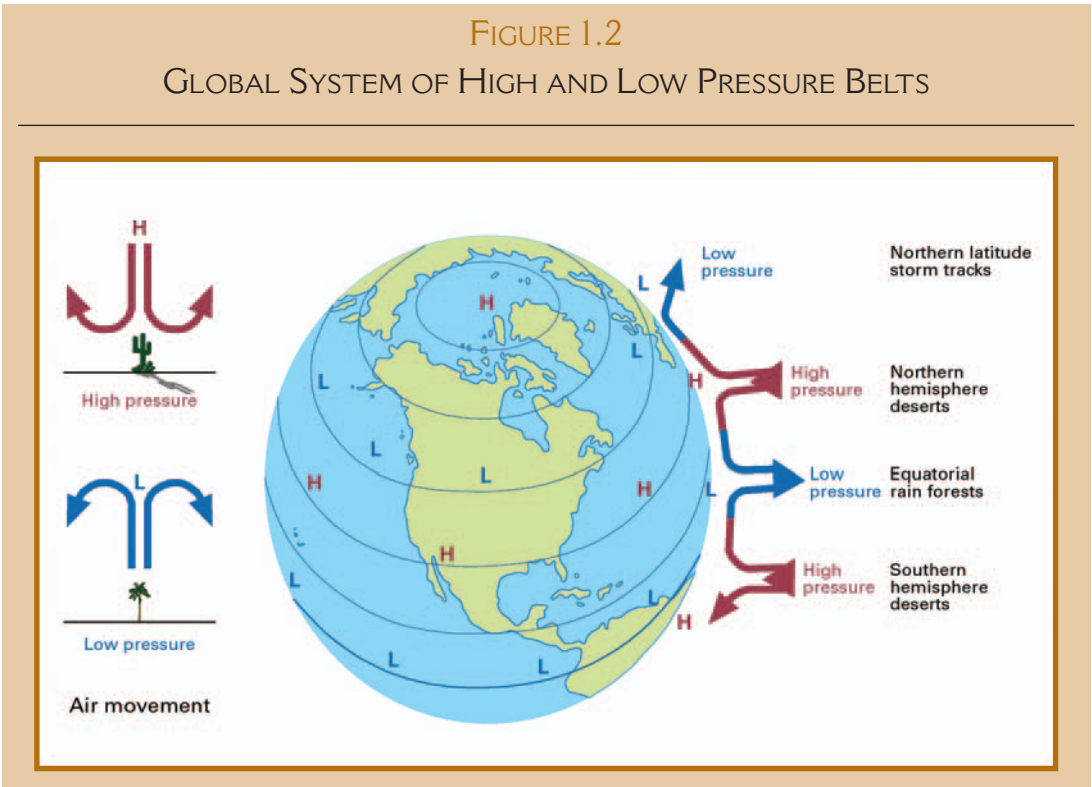 FIGURE 1.2
GLOBAL SYSTEM OF HIGH AND LOW PRESSURE BELTS
H
High pressure
L
Low pressure
Air movement
H
L
L
L
H
L
H
H
L
L
L
L
L
H
L
H
L
H
Low
pressure
Northern latitude
storm tracks
High
pressure
Northern
hemisphere
deserts
Low
pressure
Equatorial
rain forests
High
pressure
Southern
hemisphere
deserts